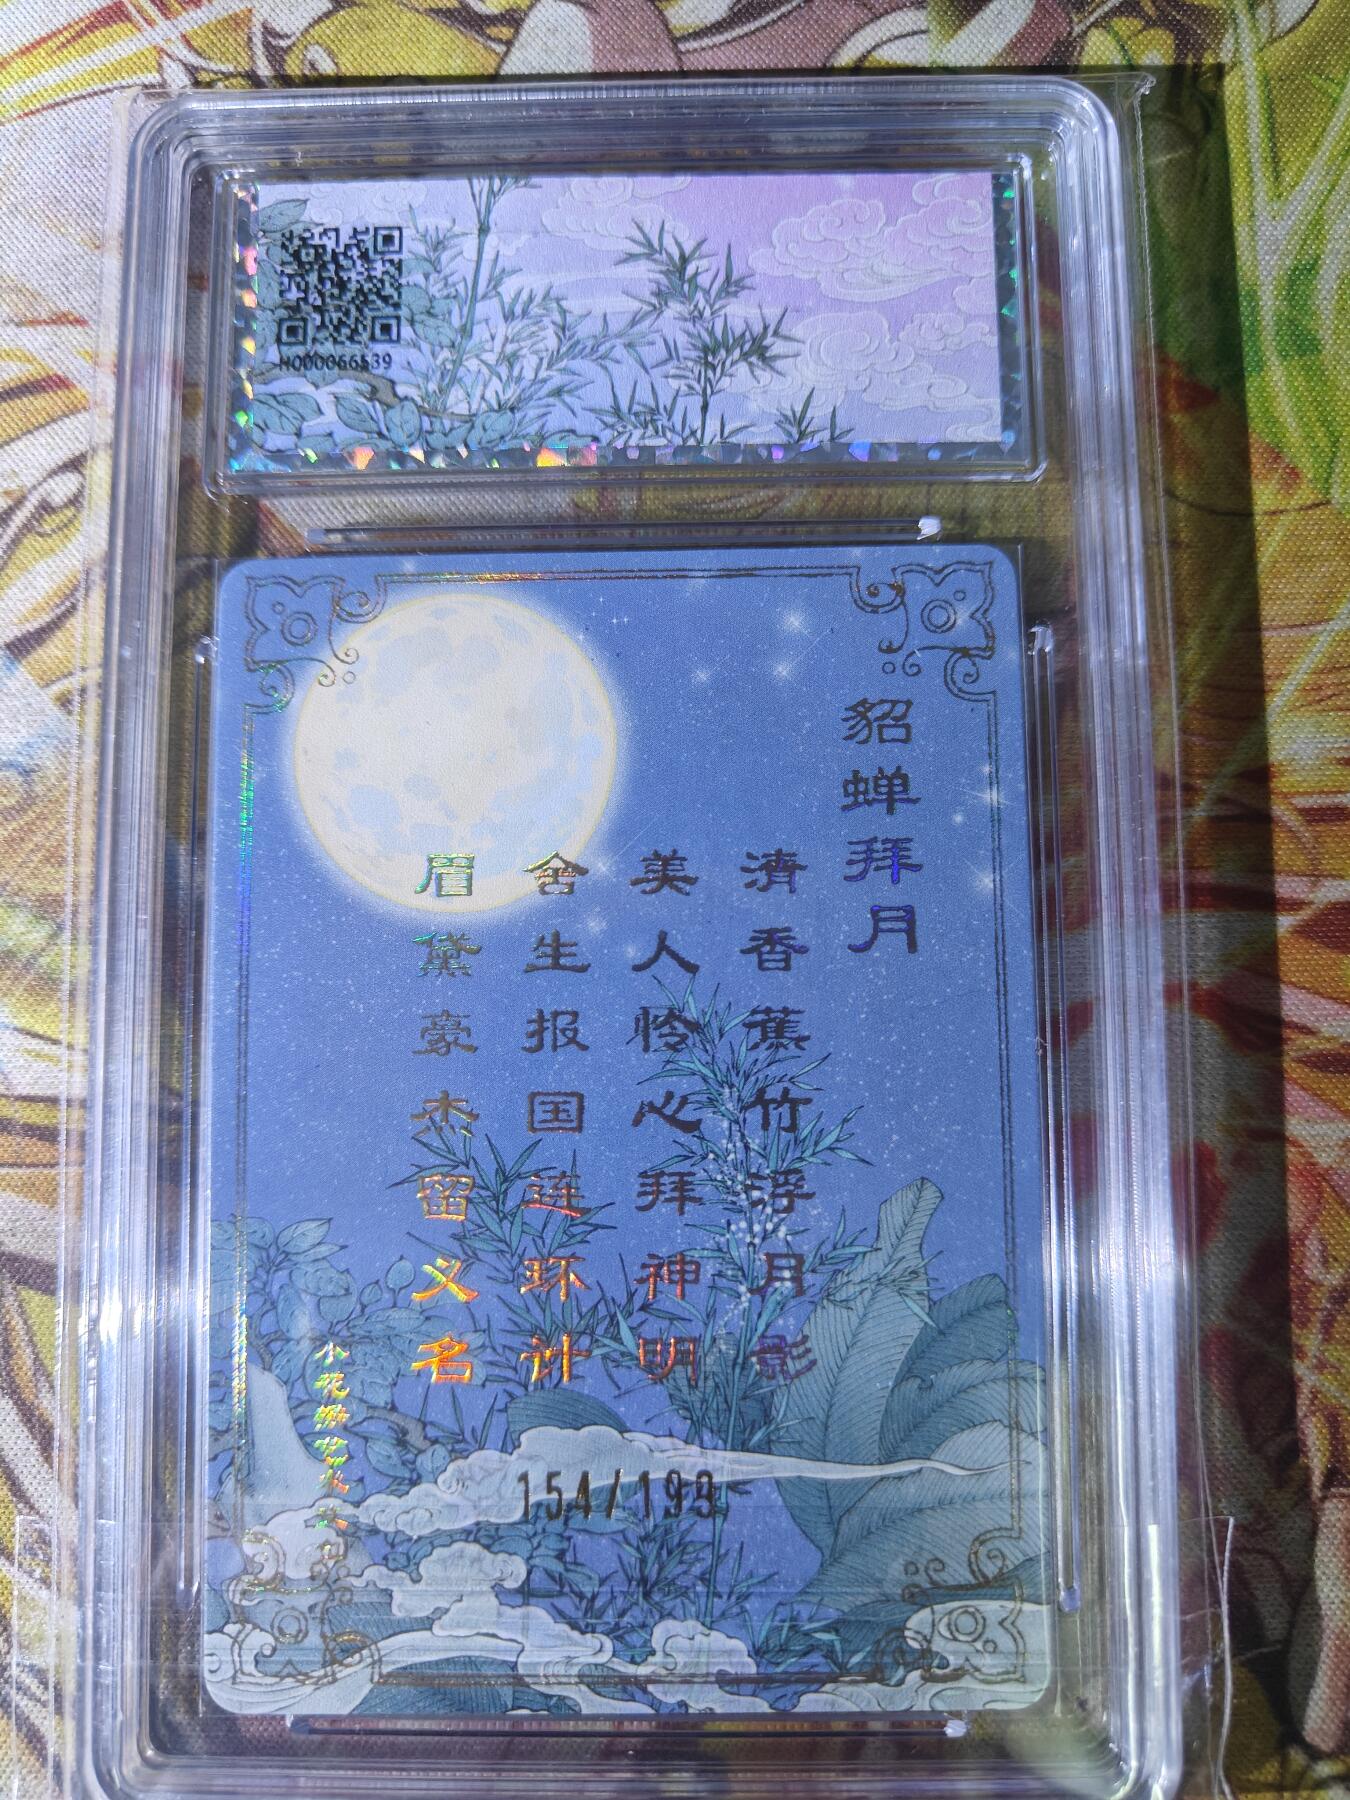 H000066539
貂蝉拜月
清香蕉竹浮月影
美人怜心拜神明
舍生报国连环计
眉黛豪杰留义名
154/199